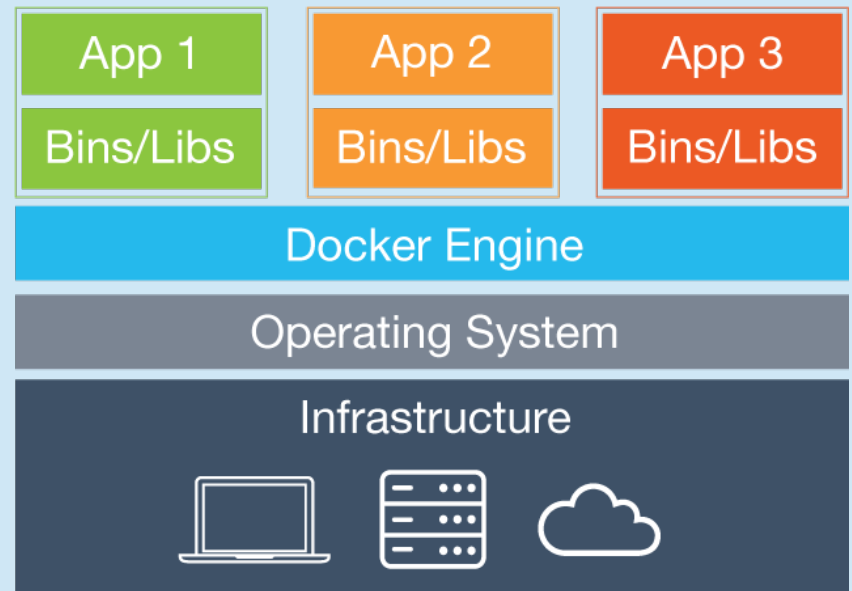 App 1
App 2
App 3
Bins/Libs
Bins/Libs
Bins/Libs
Docker Engine
Operating System
Infrastructure